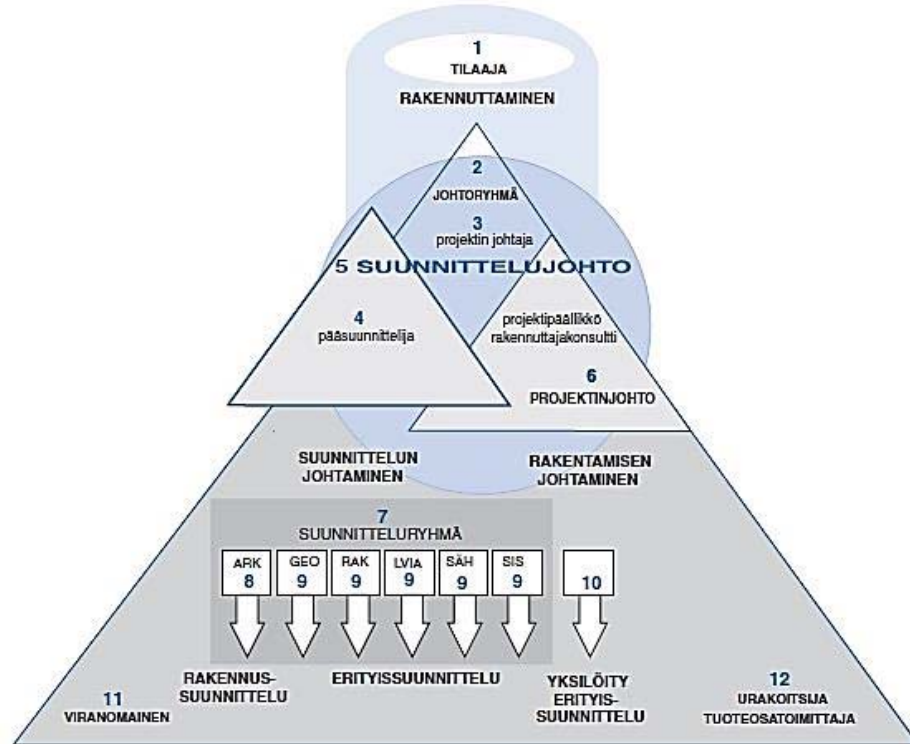 1
TILAAJA
RAKENNUTTAMINEN
2
JOHTORYHMÄ
3
projektin johtaja
5 SUUNNITTELUJOHTO
4
pääsuunnittelija
projektipäällikkö
rakennuttajakonsultti
6
PROJEKTINJOHTO
SUUNNITTELUN
JOHTAMINEN
RAKENTAMISEN
JOHTAMINEN
7
SUUNNITTELURYHMÄ
ARK
8
GEO
9
RAK
9
LVIA
9
SÄH
9
SIS
9
10
RAKENNUS-
SUUNNITTELU
ERITYISSUUNNITTELU
YKSILÖITY
ERITYIS-
SUUNNITTELU
11
VIRANOMAINEN
12
URAKOITSIJA
TUOTEOSATOIMITTAJA